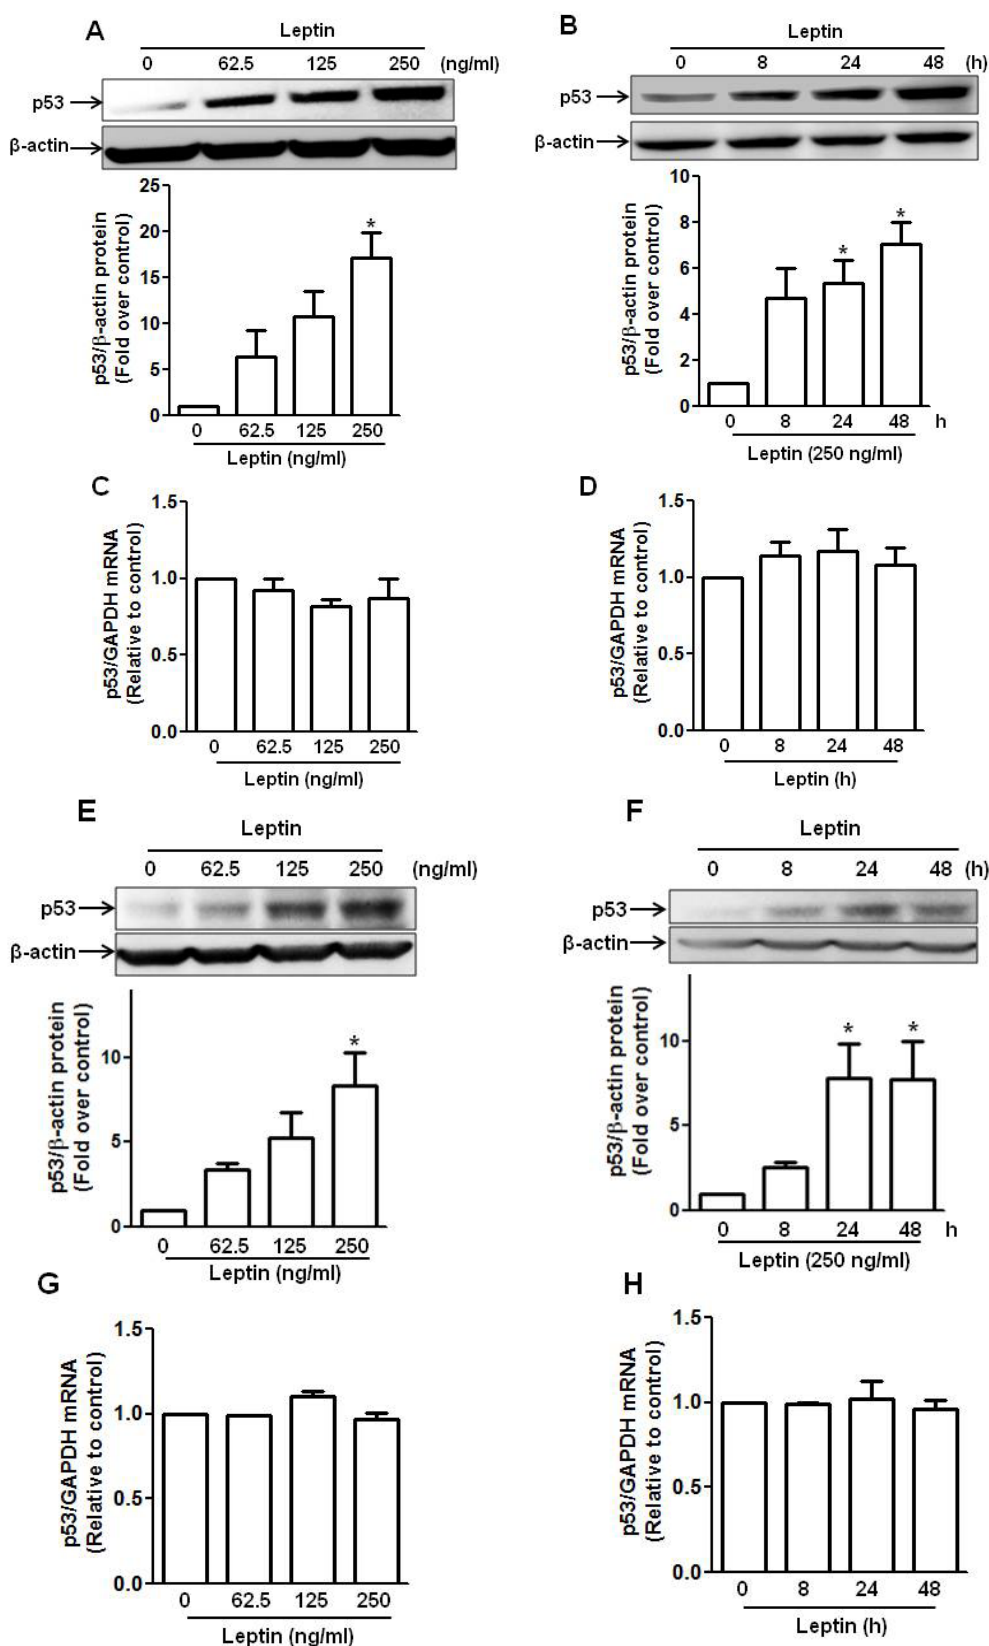 A
Leptin
0 62.5 125 250 (ng/ml)
p53
β-actin
p53/β-actin protein
(Fold over control)
25
20
15
10
5
0
*
0 62.5 125 250
Leptin (ng/ml)
B
Leptin
0 8 24 48 (h)
p53
β-actin
p53/β-actin protein
(Fold over control)
10
8
6
4
2
0
* *
0 8 24 48 h
Leptin (250 ng/ml)
C
p53/GAPDH mRNA
(Relative to control)
1.5
1.0
0.5
0.0
0 62.5 125 250
Leptin (ng/ml)
D
p53/GAPDH mRNA
(Relative to control)
1.5
1.0
0.5
0.0
0 8 24 48
Leptin (h)
E
Leptin
0 62.5 125 250 (ng/ml)
p53
β-actin
p53/β-actin protein
(Fold over control)
10
5
0
*
0 62.5 125 250
Leptin (ng/ml)
F
Leptin
0 8 24 48 (h)
p53
β-actin
p53/β-actin protein
(Fold over control)
10
5
0
* *
0 8 24 48 h
Leptin (250 ng/ml)
G
p53/GAPDH mRNA
(Relative to control)
1.5
1.0
0.5
0.0
0 62.5 125 250
Leptin (ng/ml)
H
p53/GAPDH mRNA
(Relative to control)
1.5
1.0
0.5
0.0
0 8 24 48
Leptin (h)